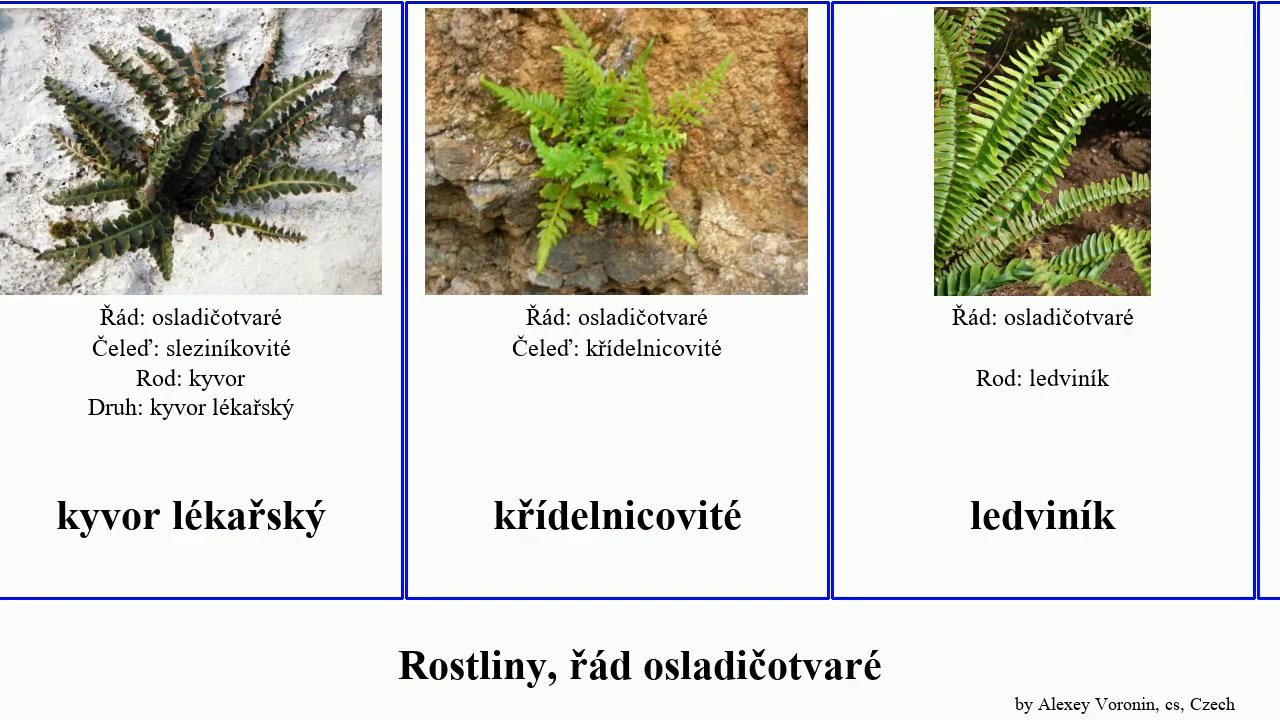 Řád: osladičotvaré
Čeleď: sleziníkovité
Rod: kyvor
Druh: kyvor lékařský
kyvor lékařský
Řád: osladičotvaré
Čeleď: křídelnicovité
křídelnicovité
Řád: osladičotvaré
Rod: ledviník
ledviník
Rostliny, řád osladičotvaré
by Alexey Voronin, cs, Czech